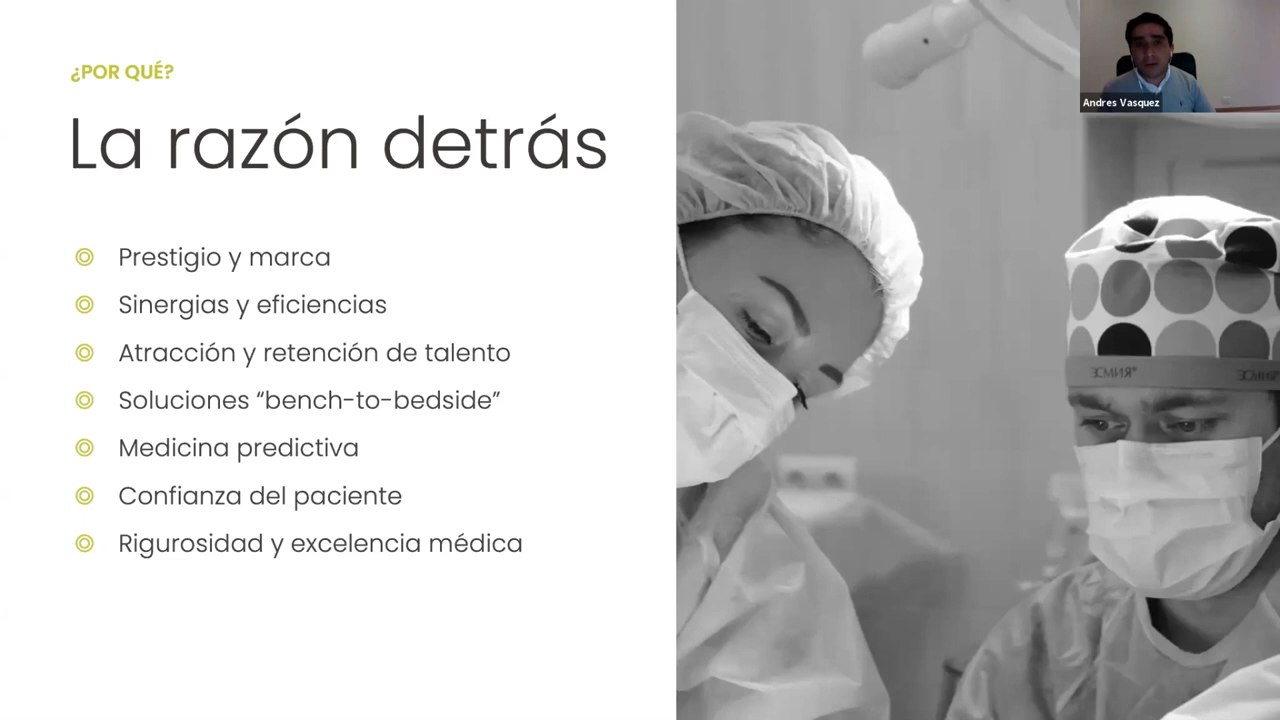 ¿POR QUÉ?
La razón detrás
Prestigio y marca
Sinergias y eficiencias
Atracción y retención de talento
Soluciones “bench-to-bedside”
Medicina predictiva
Confianza del paciente
Rigurosidad y excelencia médica
Andres Vasquez